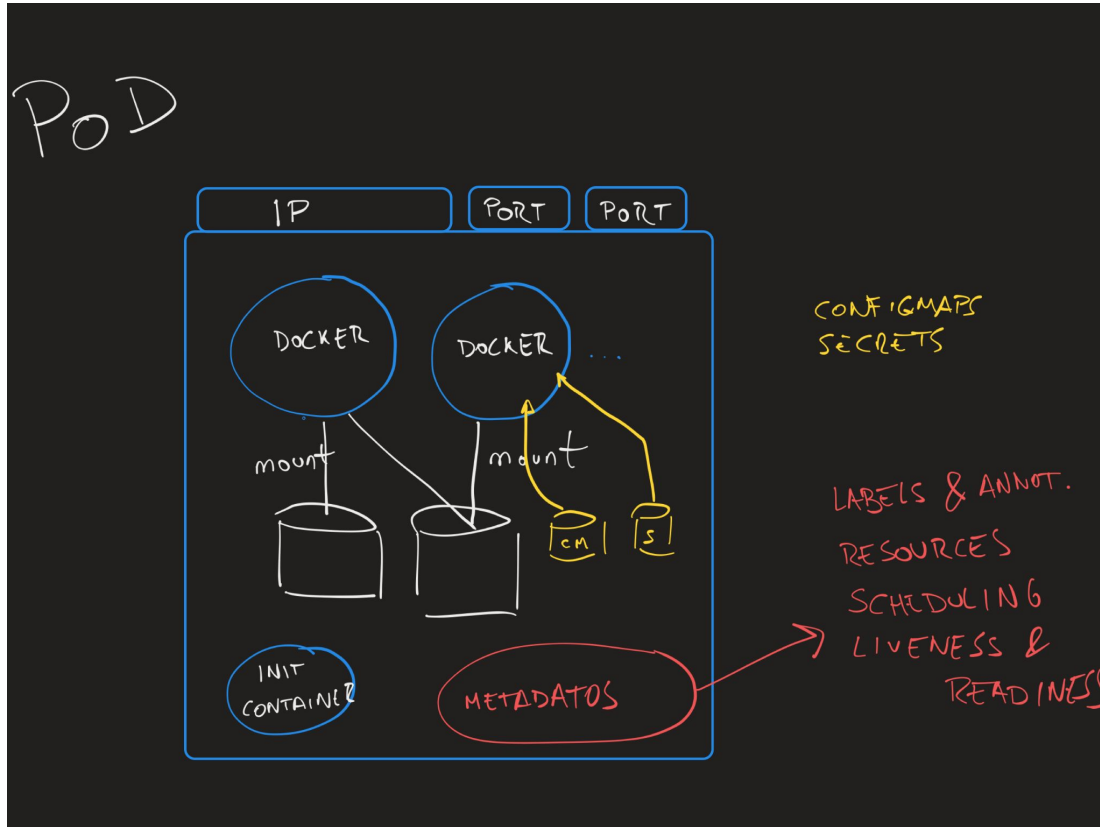 POD
IP
PORT
PORT
DOCKER
DOCKER
...
CONFIGMAPS
SECRETS
mount
mount
CM
S
LABELS & ANNOT.
RESOURCES
SCHEDULING
LIVENESS &
READINESS
INIT
CONTAINER
METADATOS